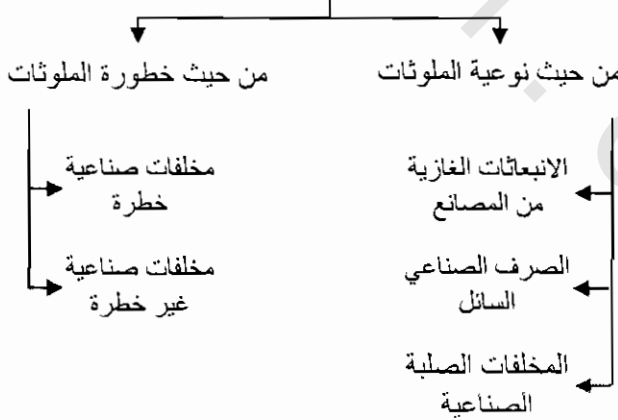 من حيث نوعية الملوثات
الانبعاثات الغازية
من المصانع
الصرف الصناعي
السائل
المخلفات الصلبة
الصناعية
من حيث خطورة الملوثات
مخلفات صناعية
خطرة
مخلفات صناعية
غير خطرة